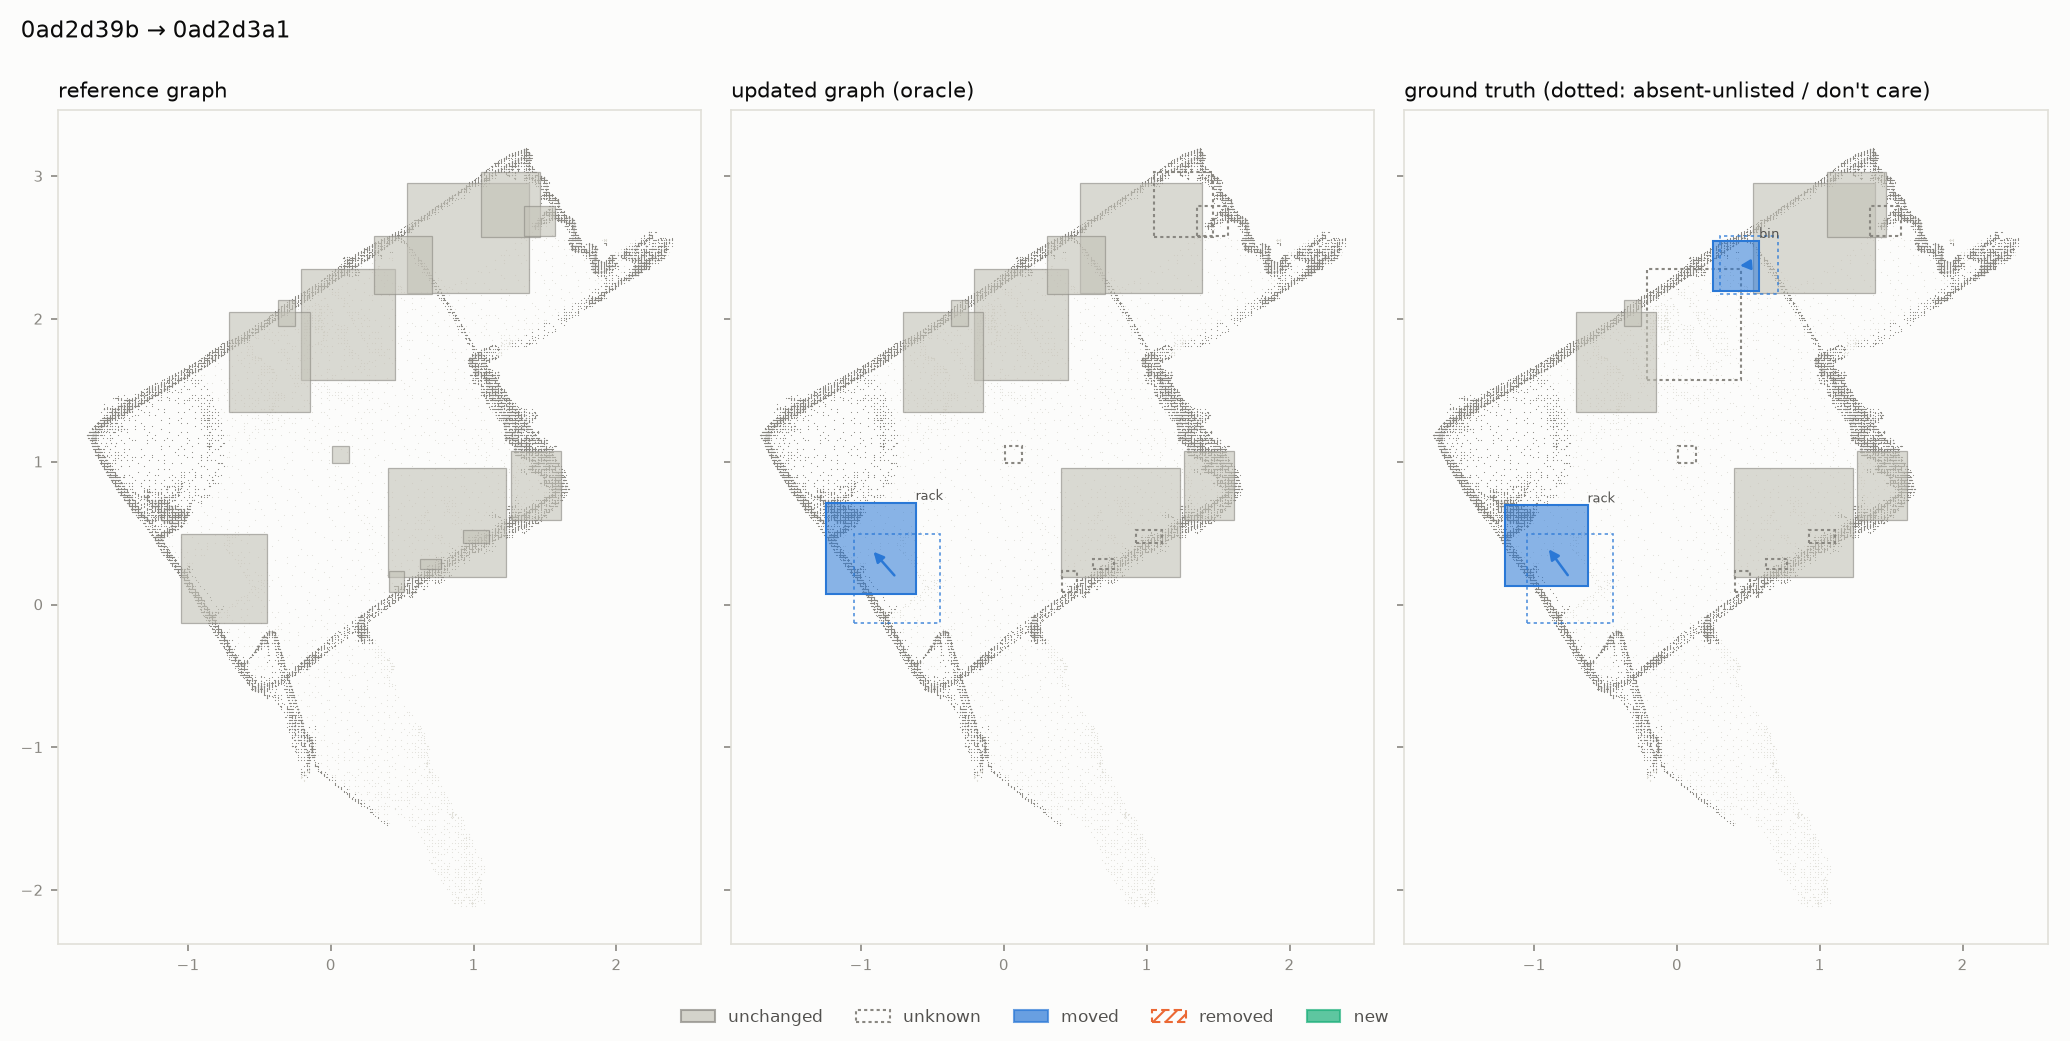 0ad2d39b → 0ad2d3a1
reference graph
updated graph (oracle)
ground truth (dotted: absent-unlisted / don't care)
3
2
1
0
−1
−2
−1
0
1
2
rack
−1
0
1
2
bin
rack
−1
0
1
2
unchanged
unknown
moved
removed
new